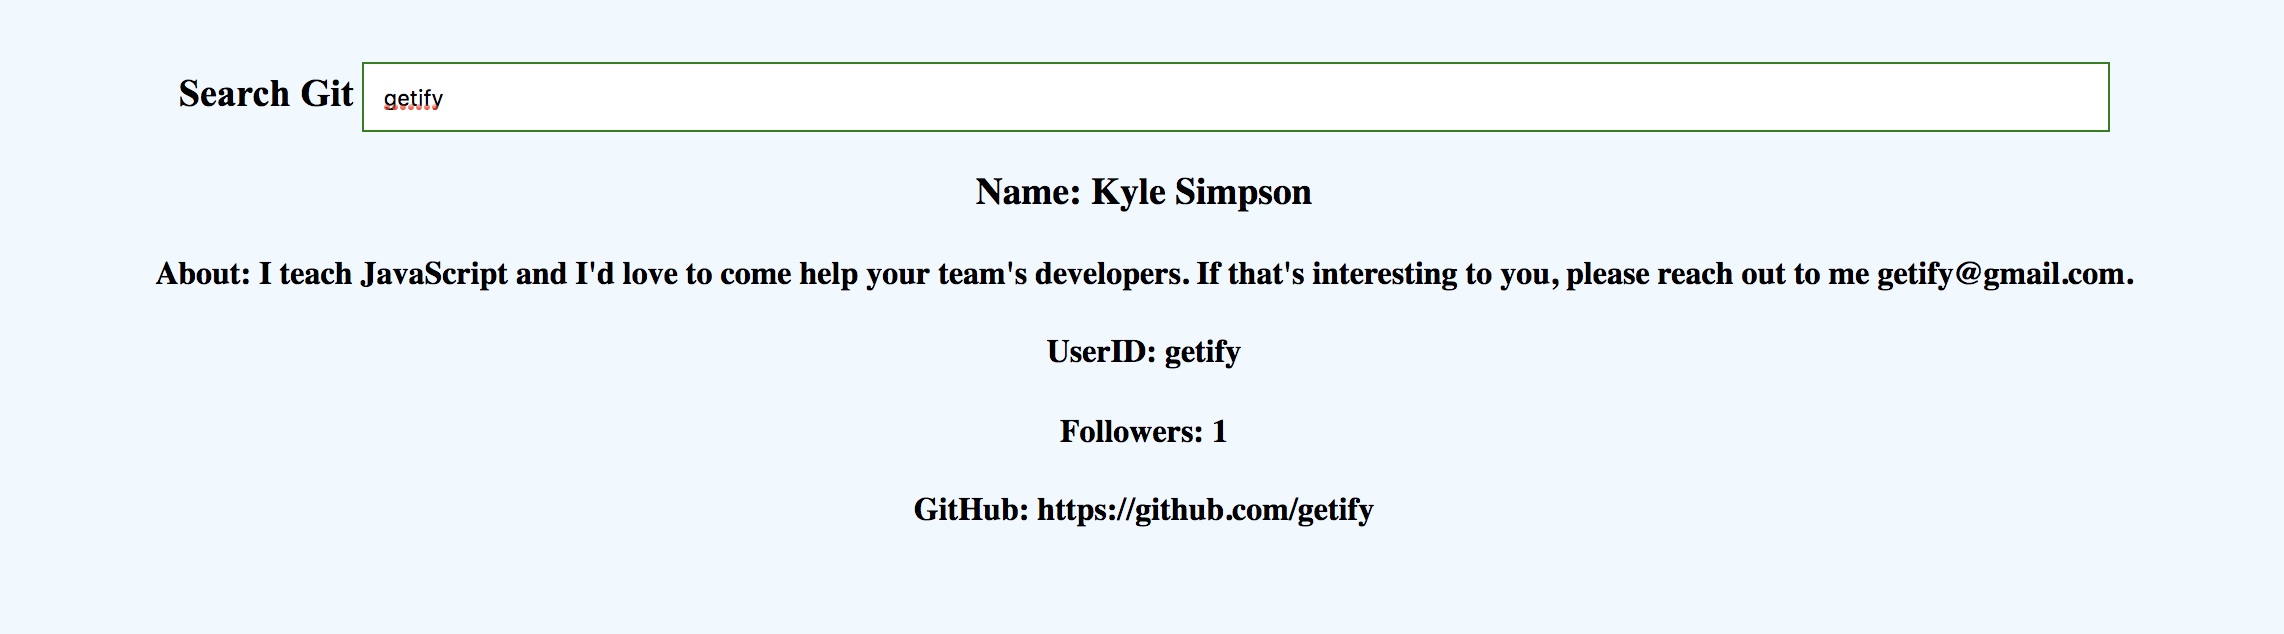 Search Git getify
Name: Kyle Simpson
About: I teach JavaScript and I'd love to come help your team's developers. If that's interesting to you, please reach out to me getify@gmail.com.
UserID: getify
Followers: 1
GitHub: https://github.com/getify